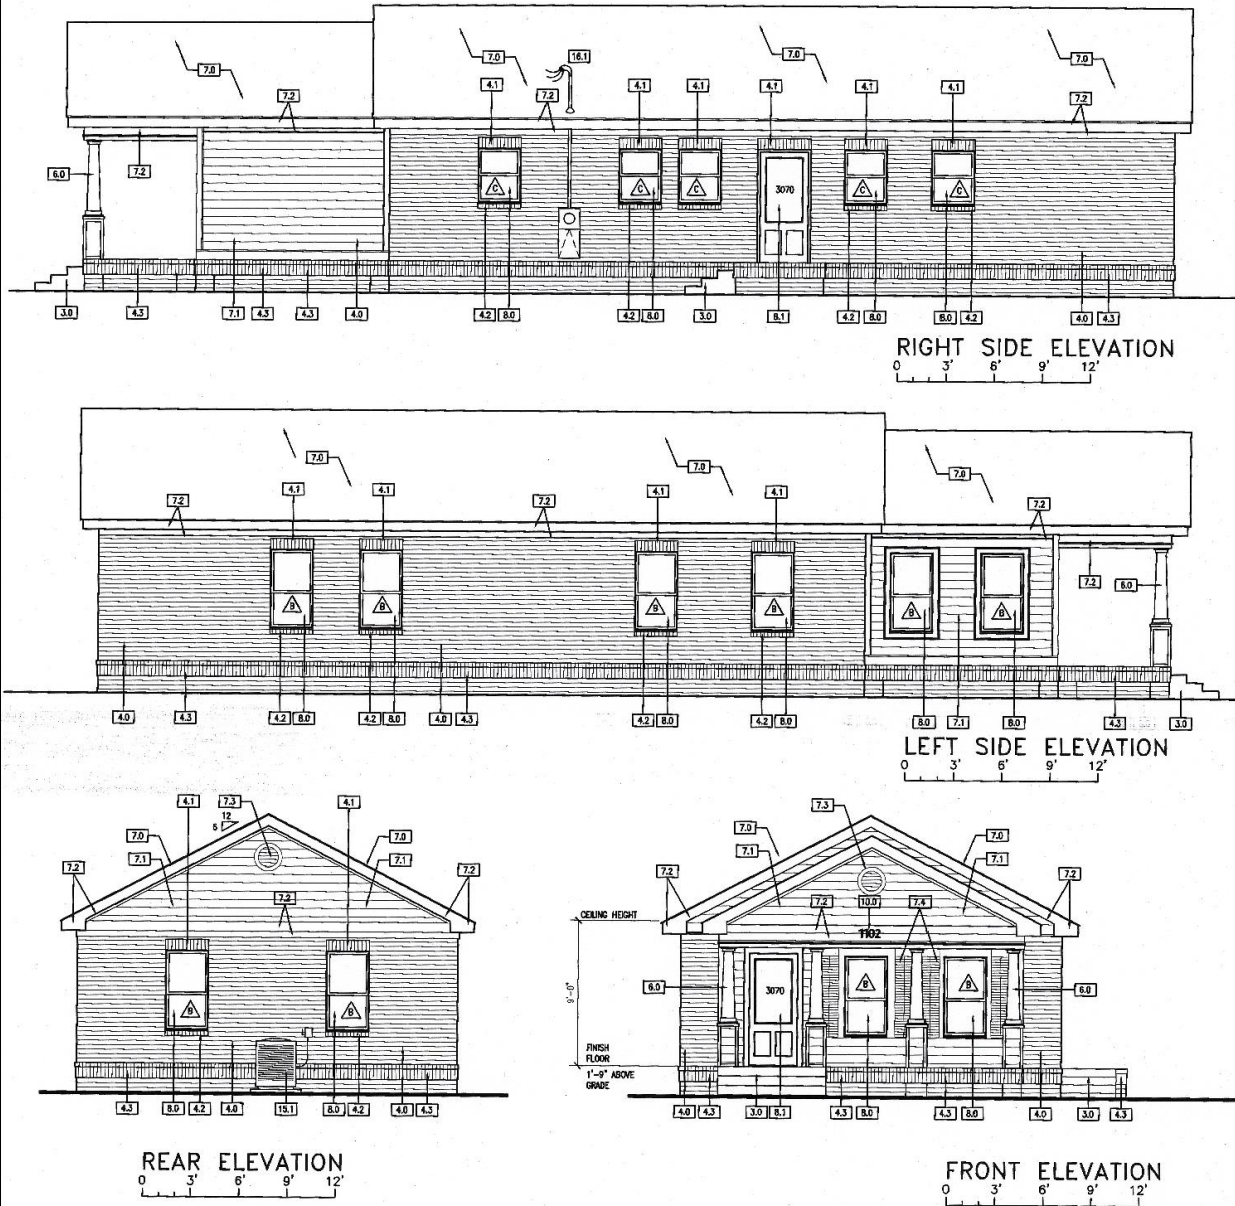 7.0 7.0 16.1 7.0 7.0
7.2 4.1 7.2 4.1 4.1 4.1 4.1 4.1 7.2
6.0 7.2 C C C 3070 C C
3.0 4.3 7.1 4.3 4.3 4.0 4.2 8.0 4.2 8.0 3.0 8.1 4.2 8.0 8.0 4.2 4.0 4.3
RIGHT SIDE ELEVATION
0 3' 6' 9' 12'
7.0 7.0 7.0
7.2 4.1 4.1 7.2 4.1 4.1 7.2
B B B B B B 7.2 6.0
4.0 4.3 4.2 8.0 4.2 8.0 4.0 4.3 4.2 8.0 4.2 8.0 8.0 7.1 8.0 4.3 3.0
LEFT SIDE ELEVATION
0 3' 6' 9' 12'
4.1 7.3 4.1
12
5
7.0 7.0
7.1 7.1
7.2 7.2
7.2
B B
4.3 8.0 4.2 4.0 15.1 8.0 4.2 4.0 4.3
REAR ELEVATION
0 3' 6' 9' 12'
7.3
7.0 7.0
7.1 7.1
7.2 7.2
7.2 10.0 7.4
CEILING HEIGHT
1102
6.0 3070 B B 6.0
9'-0"
FINISH
FLOOR
1'-9" ABOVE
GRADE
4.0 4.3 3.0 8.1 4.3 8.0 4.3 8.0 4.0 3.0 4.3
FRONT ELEVATION
0 3' 6' 9' 12'